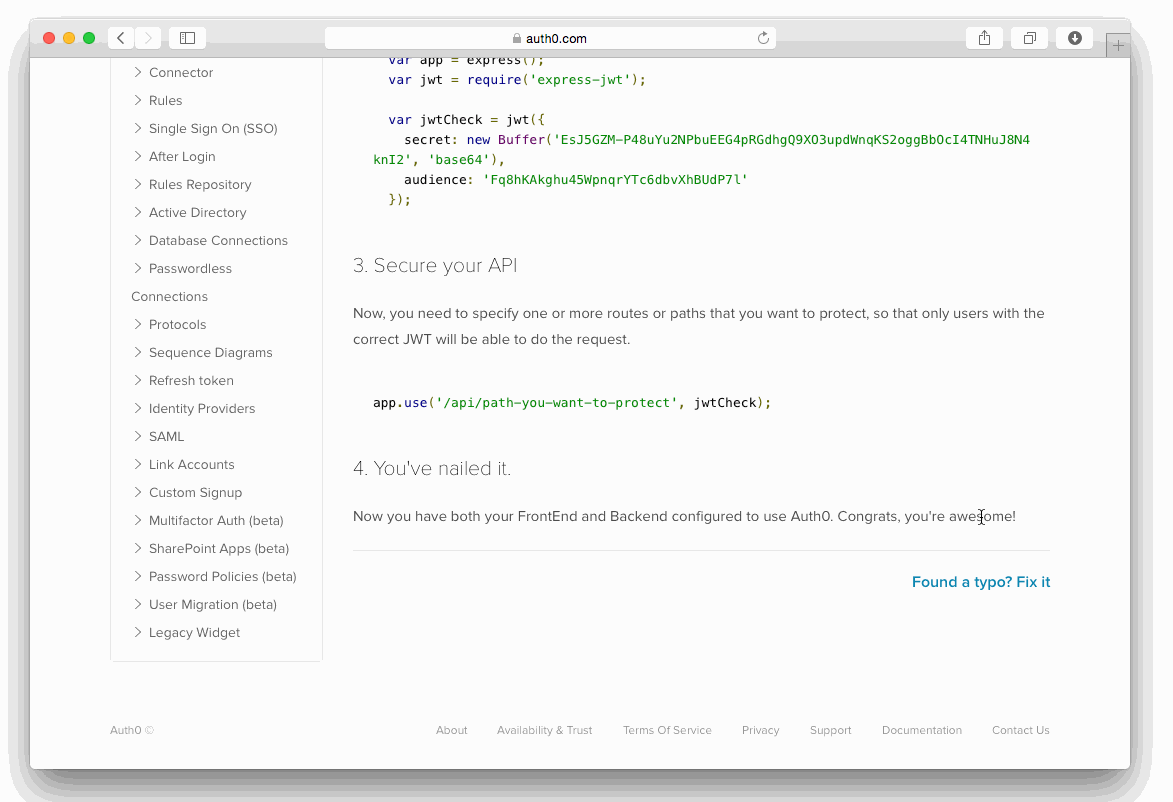 auth0.com
Connector
Rules
Single Sign On (SSO)
After Login
Rules Repository
Active Directory
Database Connections
Passwordless
Connections
Protocols
Sequence Diagrams
Refresh token
Identity Providers
SAML
Link Accounts
Custom Signup
Multifactor Auth (beta)
SharePoint Apps (beta)
Password Policies (beta)
User Migration (beta)
Legacy Widget
var app = express();
var jwt = require('express-jwt');
var jwtCheck = jwt({
secret: new Buffer('EsJ5GZM-P48uYu2NPbuEEG4pRGdhgQ9XO3updWnqKS2oggBbOcI4TNHuJ8N4
knI2', 'base64'),
audience: 'Fq8hKAkghu45WpnqrYTc6dbvXhBUdP7l'
});
3. Secure your API
Now, you need to specify one or more routes or paths that you want to protect, so that only users with the
correct JWT will be able to do the request.
app.use('/api/path-you-want-to-protect', jwtCheck);
4. You've nailed it.
Now you have both your FrontEnd and Backend configured to use Auth0. Congrats, you're awesome!
Found a typo? Fix it
Auth0 © About Availability & Trust Terms Of Service Privacy Support Documentation Contact Us